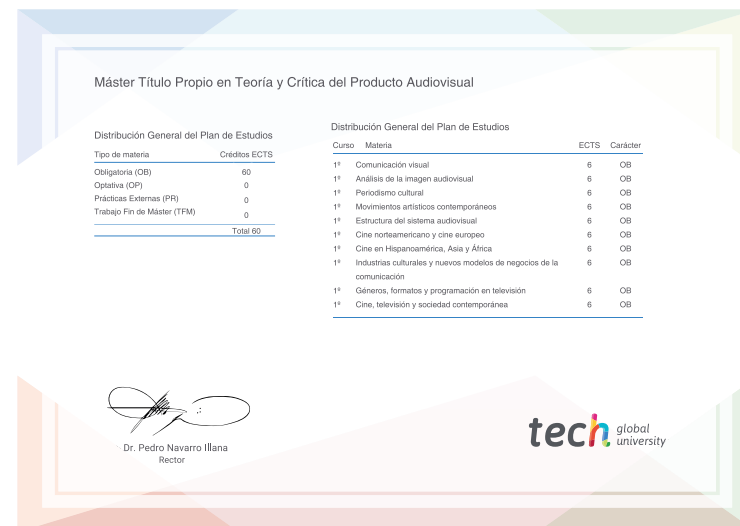 Máster Título Propio en Teoría y Crítica del Producto Audiovisual
Distribución General del Plan de Estudios
Tipo de materia Créditos ECTS
Obligatoria (OB) 60
Optativa (OP) 0
Prácticas Externas (PR) 0
Trabajo Fin de Máster (TFM) 0
Total 60
Distribución General del Plan de Estudios
Curso Materia ECTS Carácter
1º Comunicación visual 6 OB
1º Análisis de la imagen audiovisual 6 OB
1º Periodismo cultural 6 OB
1º Movimientos artísticos contemporáneos 6 OB
1º Estructura del sistema audiovisual 6 OB
1º Cine norteamericano y cine europeo 6 OB
1º Cine en Hispanoamérica, Asia y África 6 OB
1º Industrias culturales y nuevos modelos de negocios de la 6 OB
comunicación
1º Géneros, formatos y programación en televisión 6 OB
1º Cine, televisión y sociedad contemporánea 6 OB
Dr. Pedro Navarro Illana
Rector
tech global
university